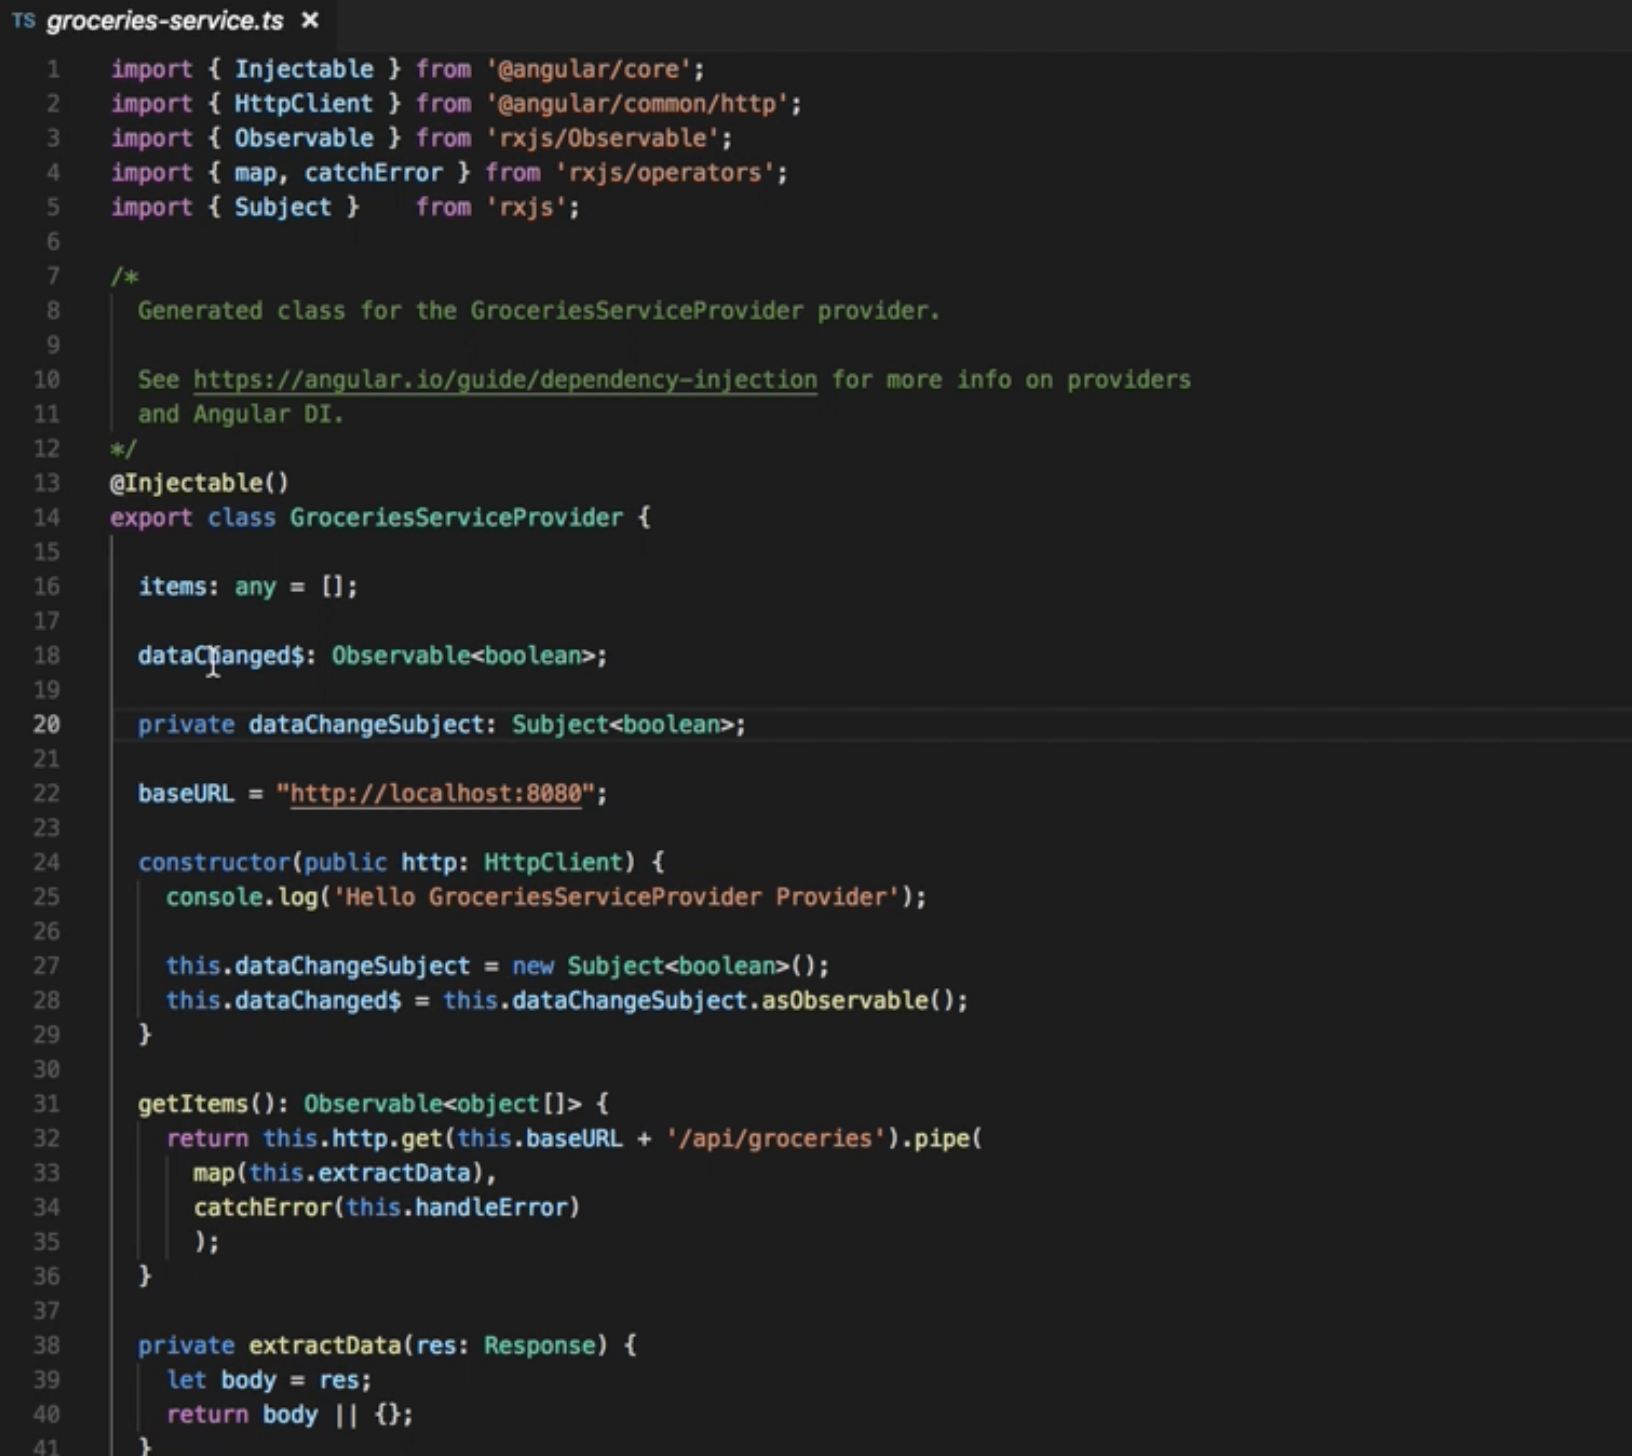 TS groceries-service.ts ×
1 import { Injectable } from '@angular/core';
2 import { HttpClient } from '@angular/common/http';
3 import { Observable } from 'rxjs/Observable';
4 import { map, catchError } from 'rxjs/operators';
5 import { Subject }    from 'rxjs';
6
7 /*
8   Generated class for the GroceriesServiceProvider provider.
9
10   See https://angular.io/guide/dependency-injection for more info on providers
11   and Angular DI.
12 */
13 @Injectable()
14 export class GroceriesServiceProvider {
15
16   items: any = [];
17
18   dataChanged$: Observable<boolean>;
19
20   private dataChangeSubject: Subject<boolean>;
21
22   baseURL = "http://localhost:8080";
23
24   constructor(public http: HttpClient) {
25     console.log('Hello GroceriesServiceProvider Provider');
26
27     this.dataChangeSubject = new Subject<boolean>();
28     this.dataChanged$ = this.dataChangeSubject.asObservable();
29   }
30
31   getItems(): Observable<object[]> {
32     return this.http.get(this.baseURL + '/api/groceries').pipe(
33       map(this.extractData),
34       catchError(this.handleError)
35       );
36   }
37
38   private extractData(res: Response) {
39     let body = res;
40     return body || {};
41   }